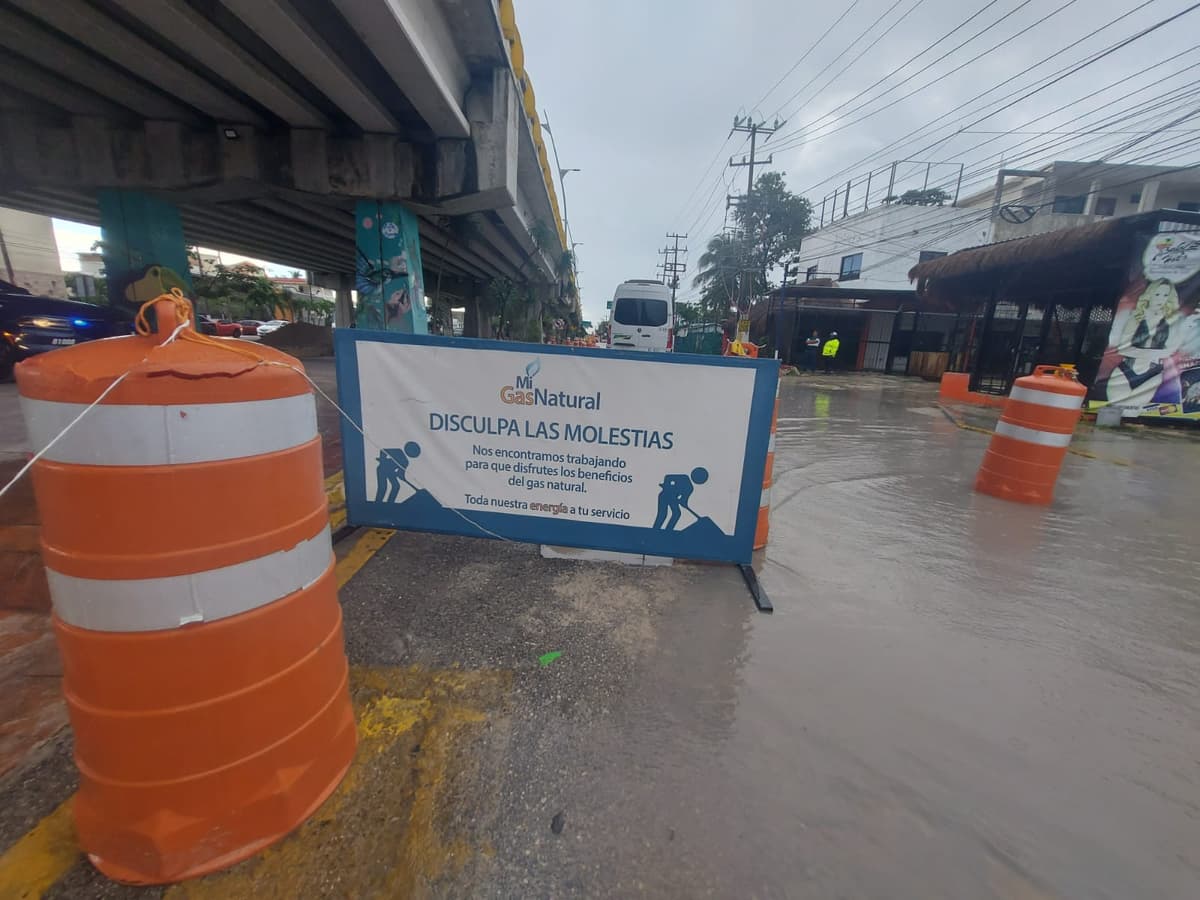 Mi
GasNatural
DISCULPA LAS MOLESTIAS
Nos encontramos trabajando
para que disfrutes los beneficios
del gas natural.
Toda nuestra energía a tu servicio